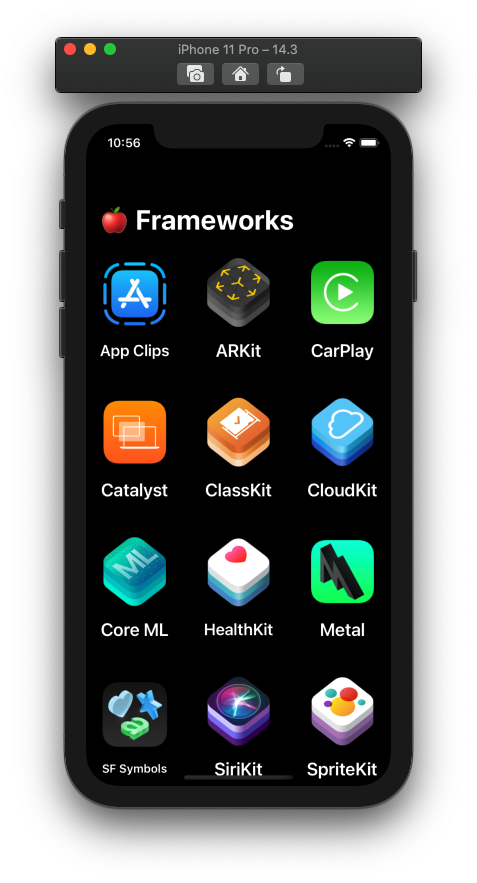 iPhone 11 Pro – 14.3
10:56
🍎 Frameworks
App Clips
ARKit
CarPlay
Catalyst
ClassKit
CloudKit
ML
Core ML
HealthKit
Metal
a
SF Symbols
SiriKit
SpriteKit